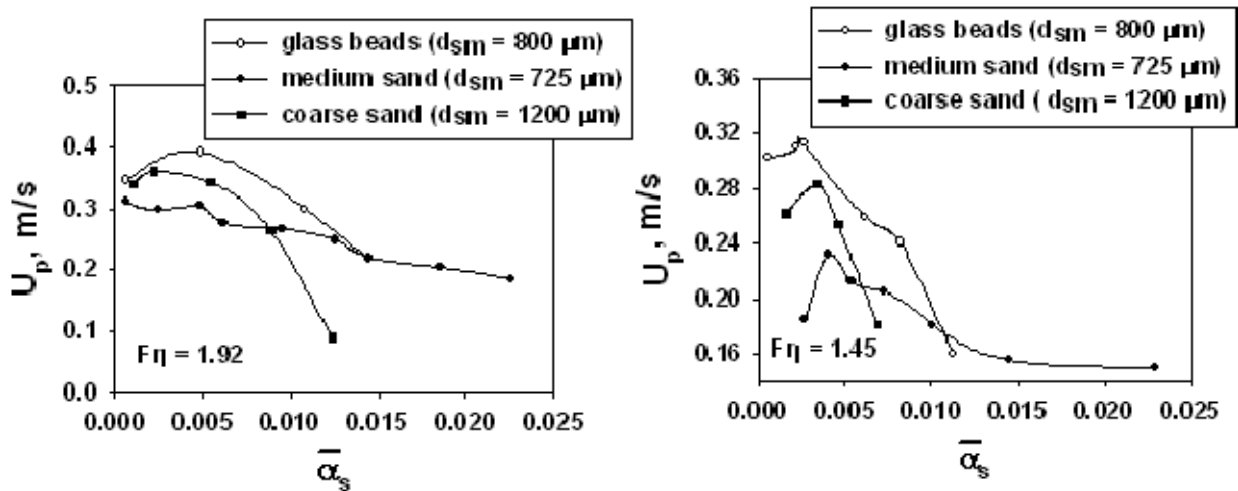 glass beads (dsm = 800 µm)
medium sand (dsm = 725 µm)
coarse sand (dsm = 1200 µm)
0.5
0.4
0.3
0.2
0.1
0.0
Up, m/s
Fη = 1.92
0.000 0.005 0.010 0.015 0.020 0.025
α̅s
glass beads (dsm = 800 µm)
medium sand (dsm = 725 µm)
coarse sand ( dsm = 1200 µm)
0.36
0.32
0.28
0.24
0.20
0.16
Up, m/s
Fη = 1.45
0.000 0.005 0.010 0.015 0.020 0.025
α̅s